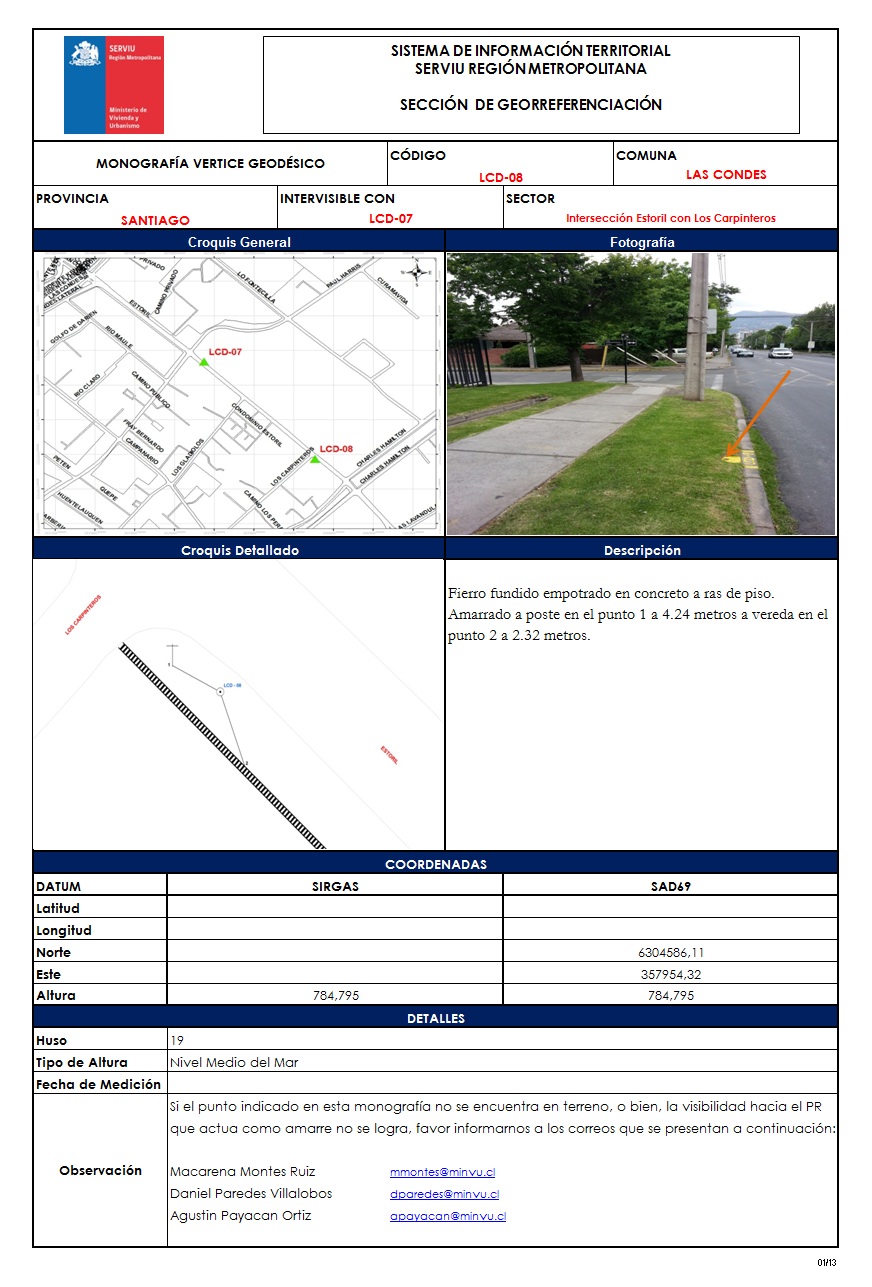 SERVIU
Región Metropolitana
Ministerio de
Vivienda y
Urbanismo
SISTEMA DE INFORMACIÓN TERRITORIAL
SERVIU REGIÓN METROPOLITANA
SECCIÓN DE GEORREFERENCIACIÓN
MONOGRAFÍA VERTICE GEODÉSICO
CÓDIGO
LCD-08
COMUNA
LAS CONDES
PROVINCIA
SANTIAGO
INTERVISIBLE CON
LCD-07
SECTOR
Intersección Estoril con Los Carpinteros
Croquis General
Fotografía
PRIVADO
CAMINO PRIVADO
LO FONTECILLA
PAUL HARRIS
CURAMAVIDA
ESTORIL
GOLFO DE DARIEN
RIO MAULE
LCD-07
RIO CLARO
CAMINO PUBLICO
FRAY BERNARDO
CAMPANARIO
LOS GLADIOLOS
CONDOMINIO ESTORIL
LCD-08
LOS CARPINTEROS
CHARLES HAMILTON
CHARLES HAMILTON
PETEN
QUEPE
HUENTELAUQUEN
CAMINO LOS PER
AS LAVANDUL
Croquis Detallado
Descripción
LOS CARPINTEROS
1
LCD - 08
2
ESTORIL
Fierro fundido empotrado en concreto a ras de piso.
Amarrado a poste en el punto 1 a 4.24 metros a vereda en el
punto 2 a 2.32 metros.
COORDENADAS
DATUM SIRGAS SAD69
Latitud
Longitud
Norte 6304586,11
Este 357954,32
Altura 784,795 784,795
DETALLES
Huso 19
Tipo de Altura Nivel Medio del Mar
Fecha de Medición
Observación
Si el punto indicado en esta monografía no se encuentra en terreno, o bien, la visibilidad hacia el PR
que actua como amarre no se logra, favor informarnos a los correos que se presentan a continuación:
Macarena Montes Ruiz mmontes@minvu.cl
Daniel Paredes Villalobos dparedes@minvu.cl
Agustin Payacan Ortiz apayacan@minvu.cl
01/13